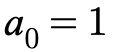 a₀ = 1